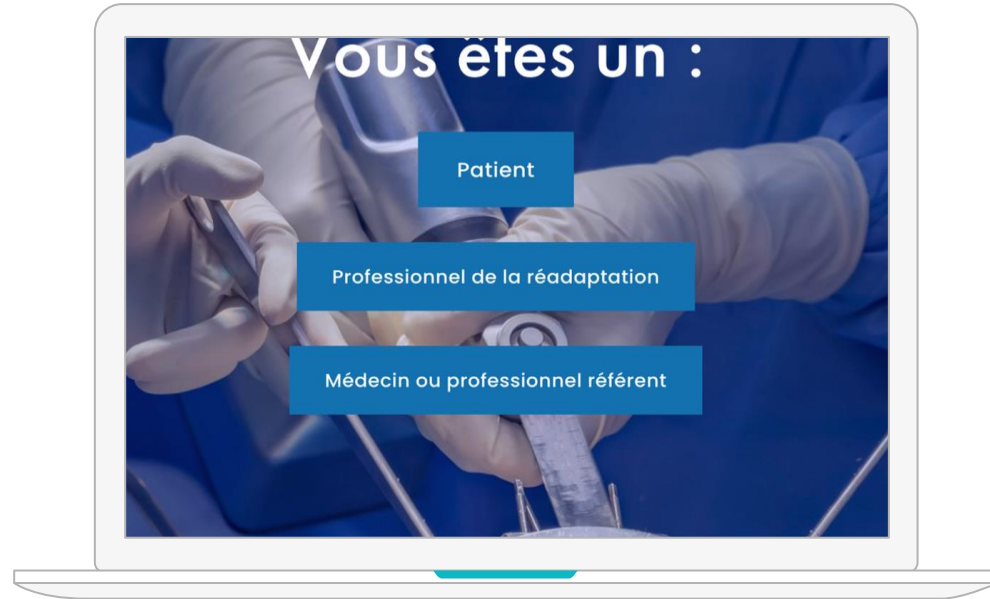 Vous êtes un :
Patient
Professionnel de la réadaptation
Médecin ou professionnel référent